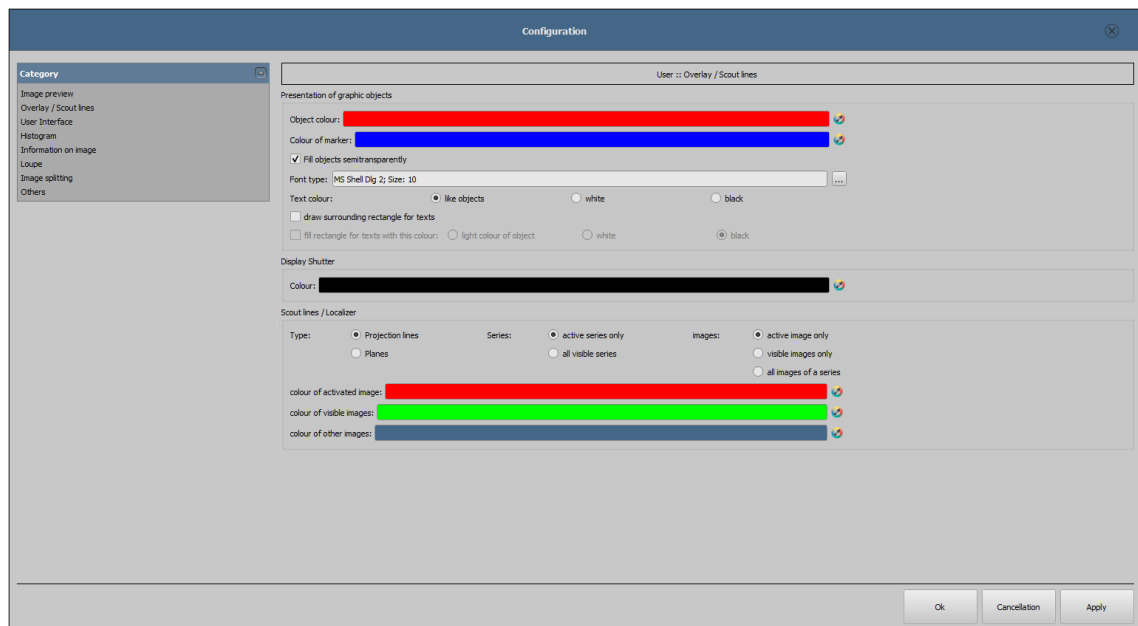 Configuration
Category
Image preview
Overlay / Scout lines
User Interface
Histogram
Information on image
Loupe
Image splitting
Others
User :: Overlay / Scout lines
Presentation of graphic objects
Object colour:
Colour of marker:
Fill objects semitransparently
Font type: MS Shell Dlg 2; Size: 10 ...
Text colour: like objects white black
draw surrounding rectangle for texts
fill rectangle for texts with this colour: light colour of object white black
Display Shutter
Colour:
Scout lines / Localizer
Type: Projection lines Series: active series only images: active image only
Planes all visible series visible images only
all images of a series
colour of activated image:
colour of visible images:
colour of other images:
Ok Cancellation Apply